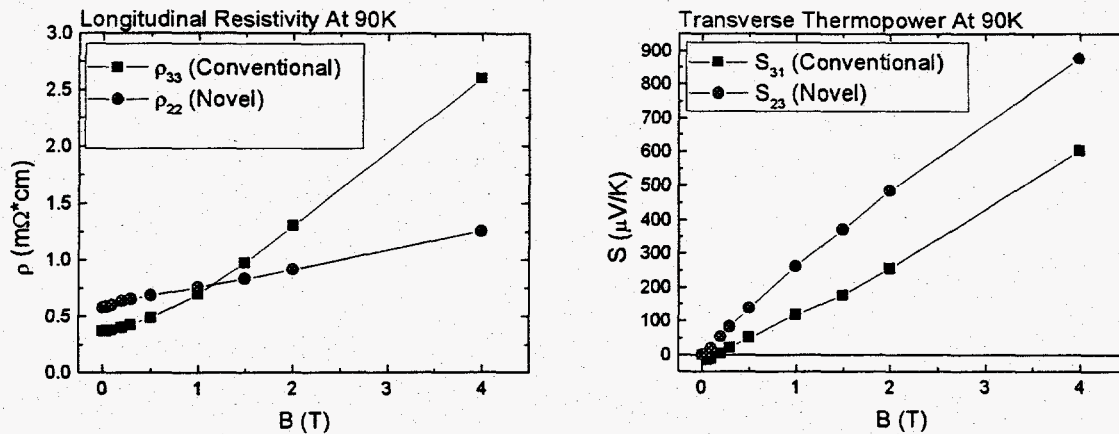 Longitudinal Resistivity At 90K
3.0
2.5
2.0
1.5
1.0
0.5
0.0
ρ (mΩ*cm)
ρ33 (Conventional)
ρ22 (Novel)
0
1
2
3
4
B (T)
Transverse Thermopower At 90K
900
800
700
600
500
400
300
200
100
0
S (μV/K)
S31 (Conventional)
S23 (Novel)
0
1
2
3
4
B (T)